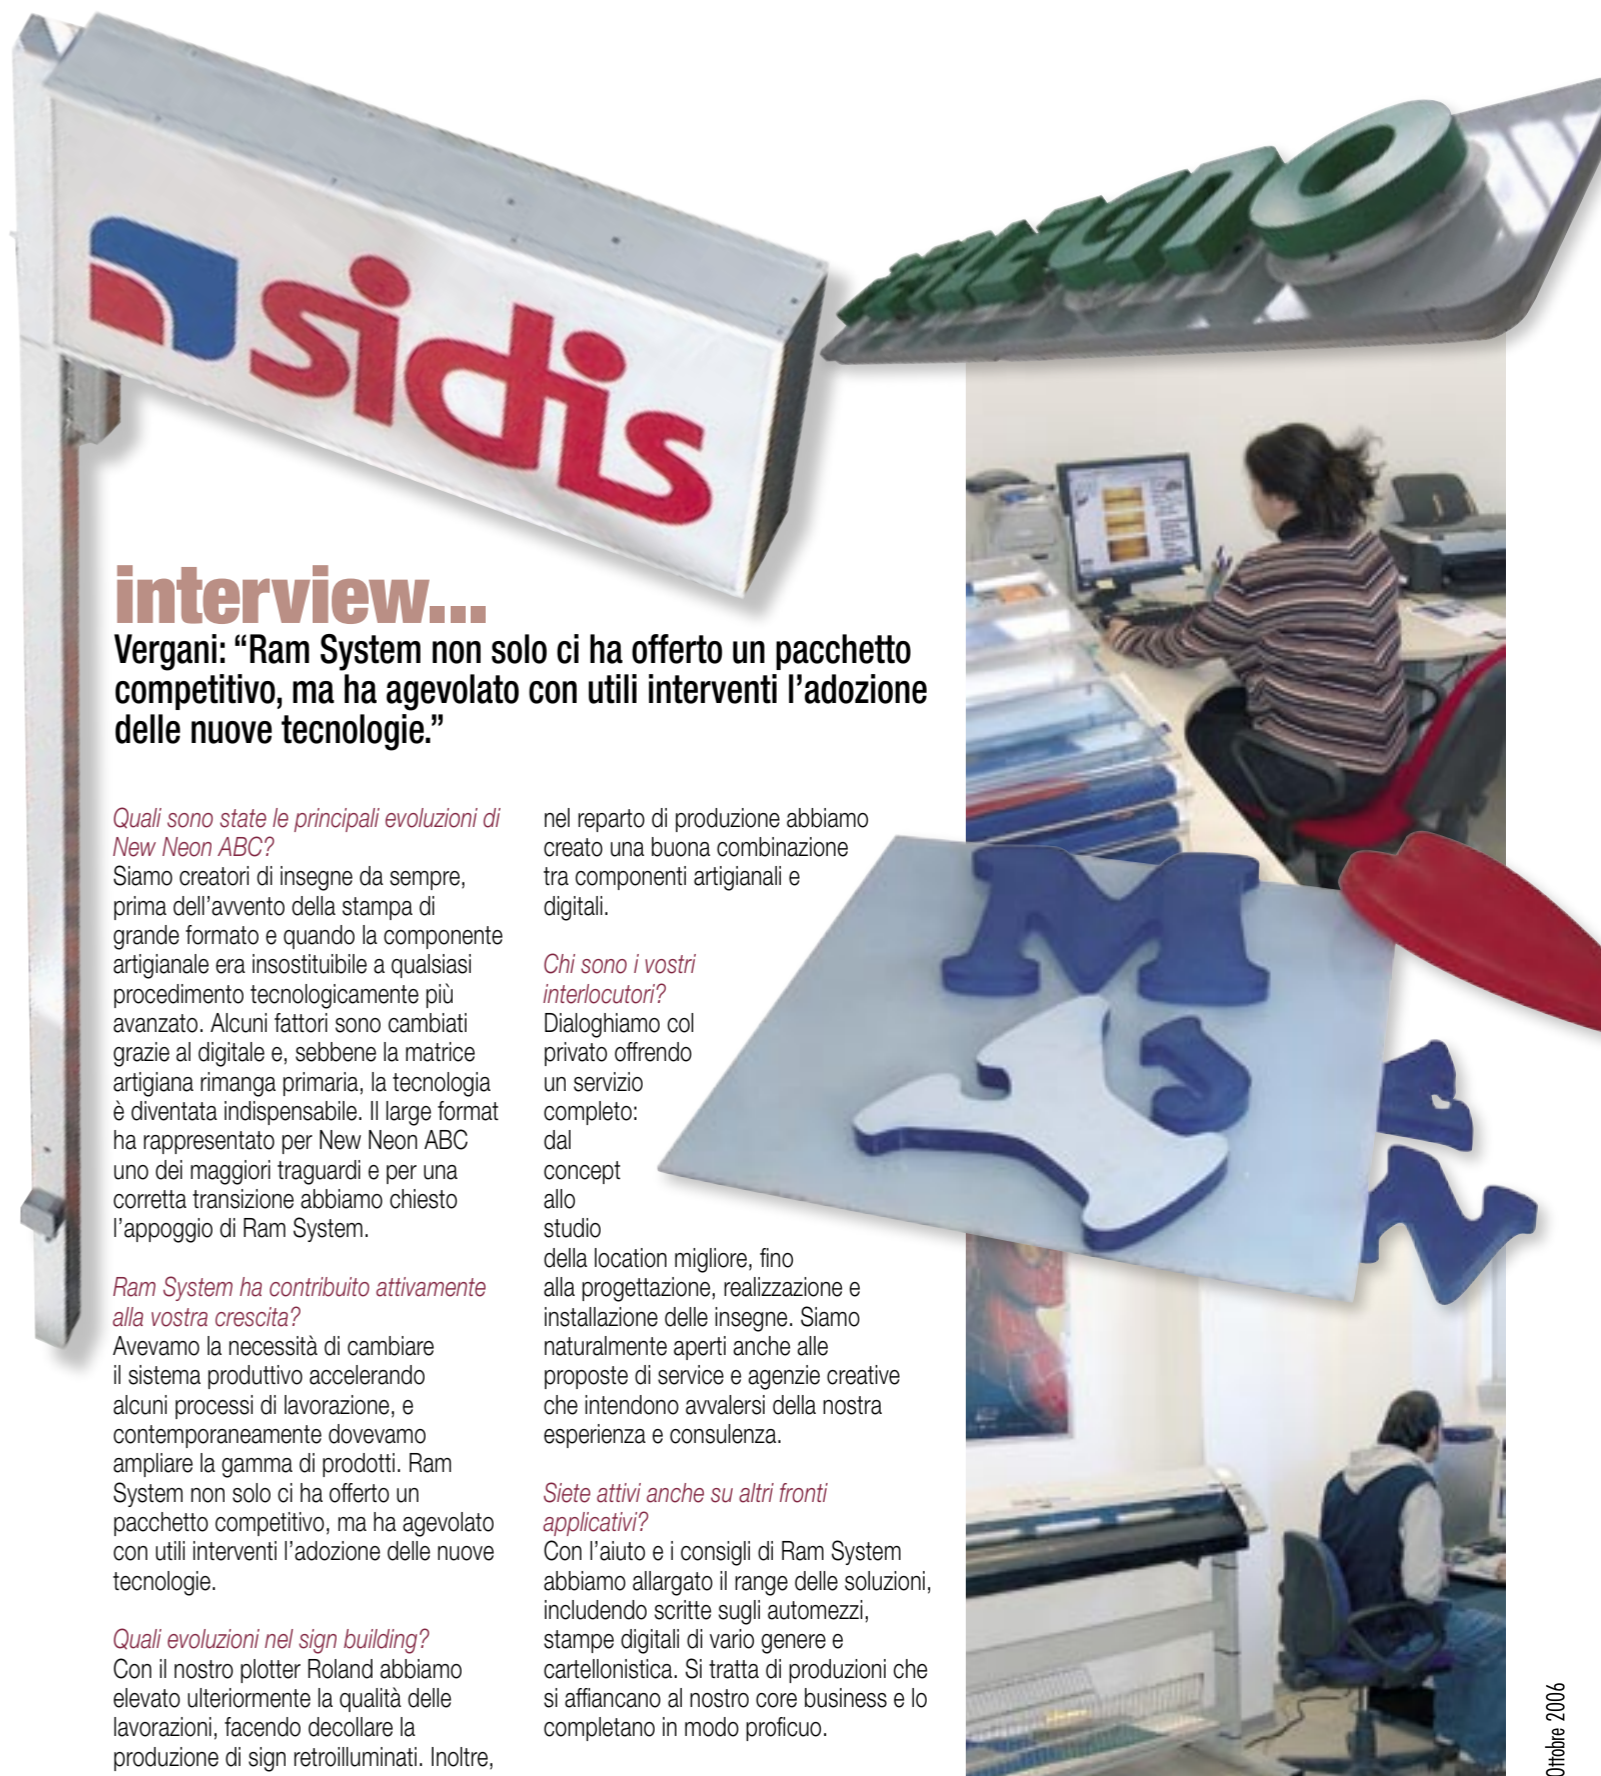 sidis
interview...
Vergani: “Ram System non solo ci ha offerto un pacchetto
competitivo, ma ha agevolato con utili interventi l’adozione
delle nuove tecnologie.”
Quali sono state le principali evoluzioni di
New Neon ABC?
Siamo creatori di insegne da sempre,
prima dell’avvento della stampa di
grande formato e quando la componente
artigianale era insostituibile a qualsiasi
procedimento tecnologicamente più
avanzato. Alcuni fattori sono cambiati
grazie al digitale e, sebbene la matrice
artigiana rimanga primaria, la tecnologia
è diventata indispensabile. Il large format
ha rappresentato per New Neon ABC
uno dei maggiori traguardi e per una
corretta transizione abbiamo chiesto
l’appoggio di Ram System.
Ram System ha contribuito attivamente
alla vostra crescita?
Avevamo la necessità di cambiare
il sistema produttivo accelerando
alcuni processi di lavorazione, e
contemporaneamente dovevamo
ampliare la gamma di prodotti. Ram
System non solo ci ha offerto un
pacchetto competitivo, ma ha agevolato
con utili interventi l’adozione delle nuove
tecnologie.
Quali evoluzioni nel sign building?
Con il nostro plotter Roland abbiamo
elevato ulteriormente la qualità delle
lavorazioni, facendo decollare la
produzione di sign retroilluminati. Inoltre,
nel reparto di produzione abbiamo
creato una buona combinazione
tra componenti artigianali e
digitali.
Chi sono i vostri
interlocutori?
Dialoghiamo col
privato offrendo
un servizio
completo:
dal
concept
allo
studio
della location migliore, fino
alla progettazione, realizzazione e
installazione delle insegne. Siamo
naturalmente aperti anche alle
proposte di service e agenzie creative
che intendono avvalersi della nostra
esperienza e consulenza.
Siete attivi anche su altri fronti
applicativi?
Con l’aiuto e i consigli di Ram System
abbiamo allargato il range delle soluzioni,
includendo scritte sugli automezzi,
stampe digitali di vario genere e
cartellonistica. Si tratta di produzioni che
si affiancano al nostro core business e lo
completano in modo proficuo.
M
Ottobre 2006